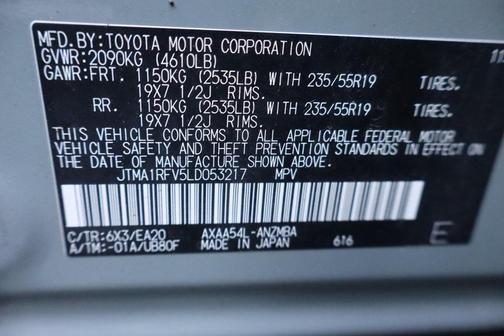 MFD.BY:TOYOTA MOTOR CORPORATION 11
GVWR:2090KG (4610LB)
GAWR:FRT. 1150KG (2535LB) WITH 235/55R19 TIRES.
19X7 1/2J RIMS.
RR. 1150KG (2535LB) WITH 235/55R19 TIRES.
19X7 1/2J RIMS.
THIS VEHICLE CONFORMS TO ALL APPLICABLE FEDERAL MOTOR
VEHICLE SAFETY AND THEFT PREVENTION STANDARDS IN
EFFECT ON THE DATE OF MANUFACTURE SHOWN ABOVE.
JTMA1RFV5LD053217 MPV
C/TR:6X3/EA20 AXAA54L-ANZMBA
A/TM:-01A/UB80F MADE IN JAPAN 616 E